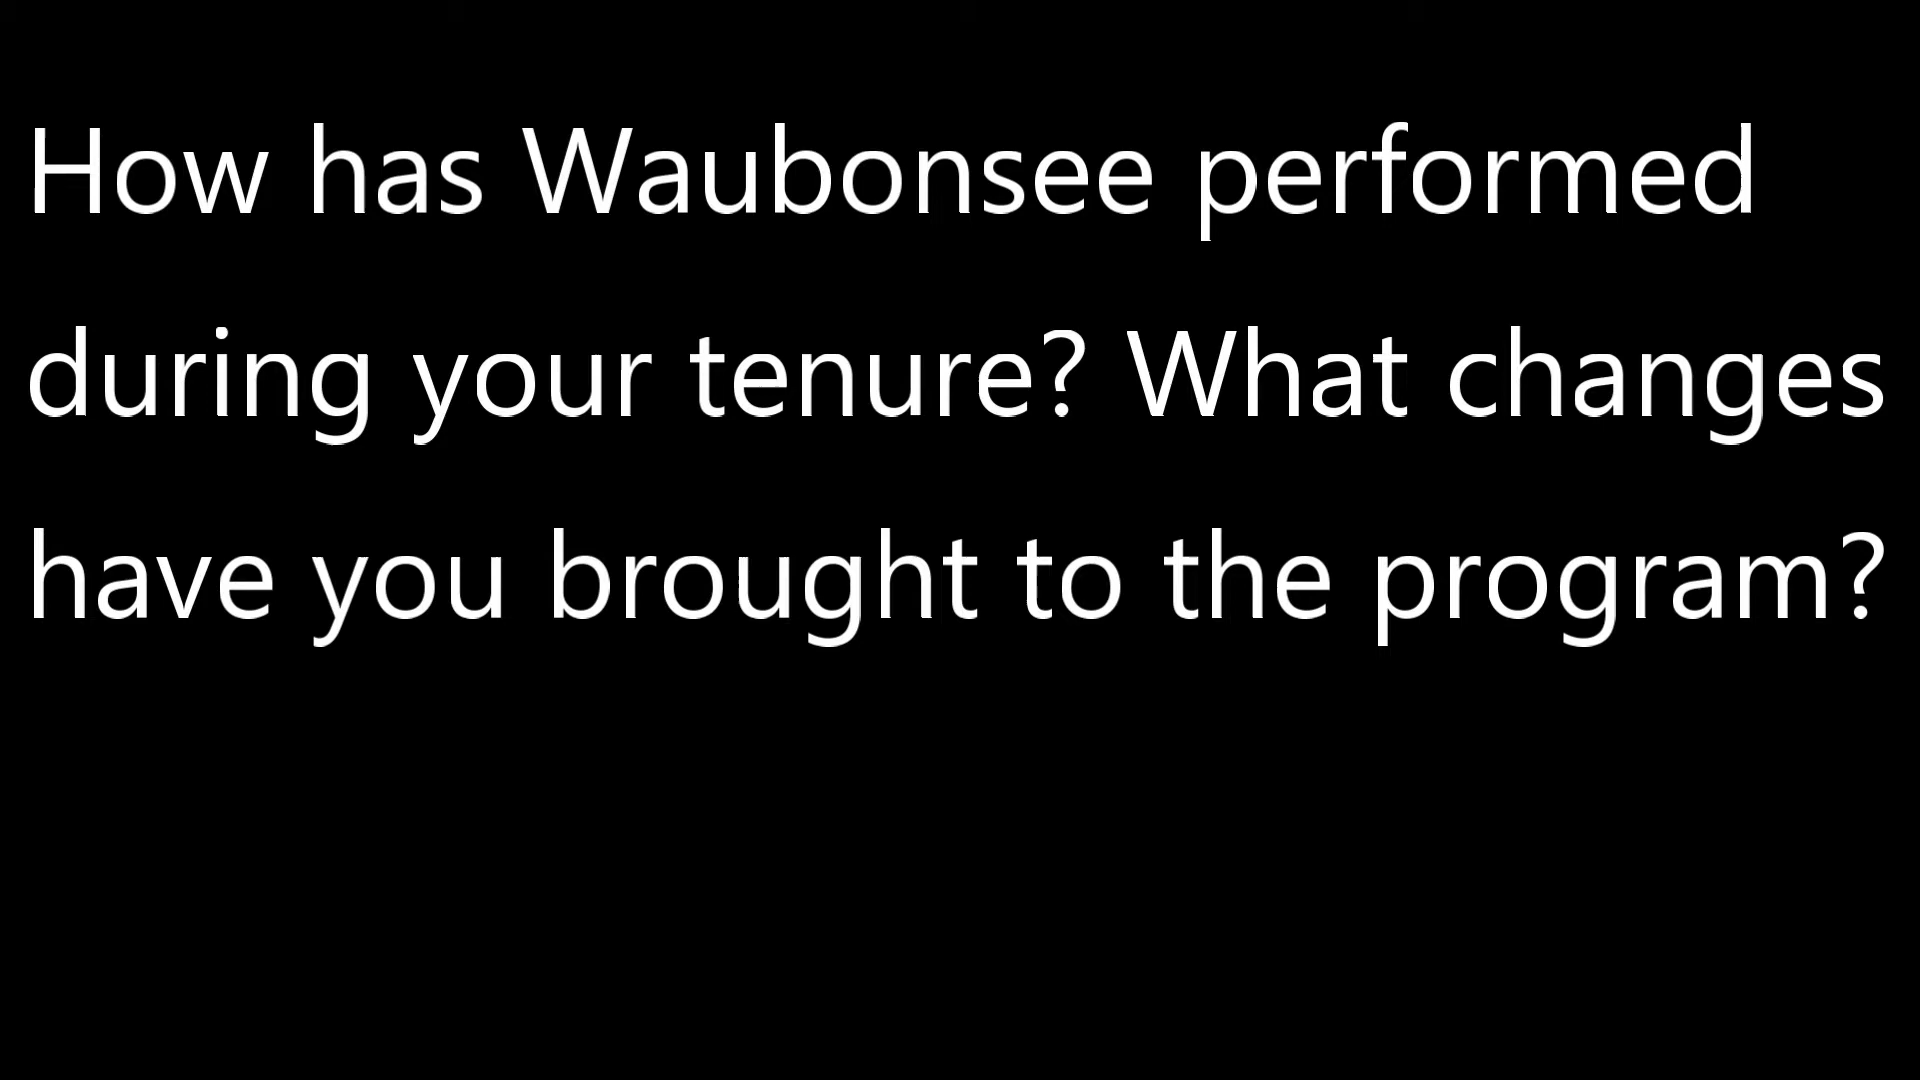 How has Waubonsee performed
during your tenure? What changes
have you brought to the program?